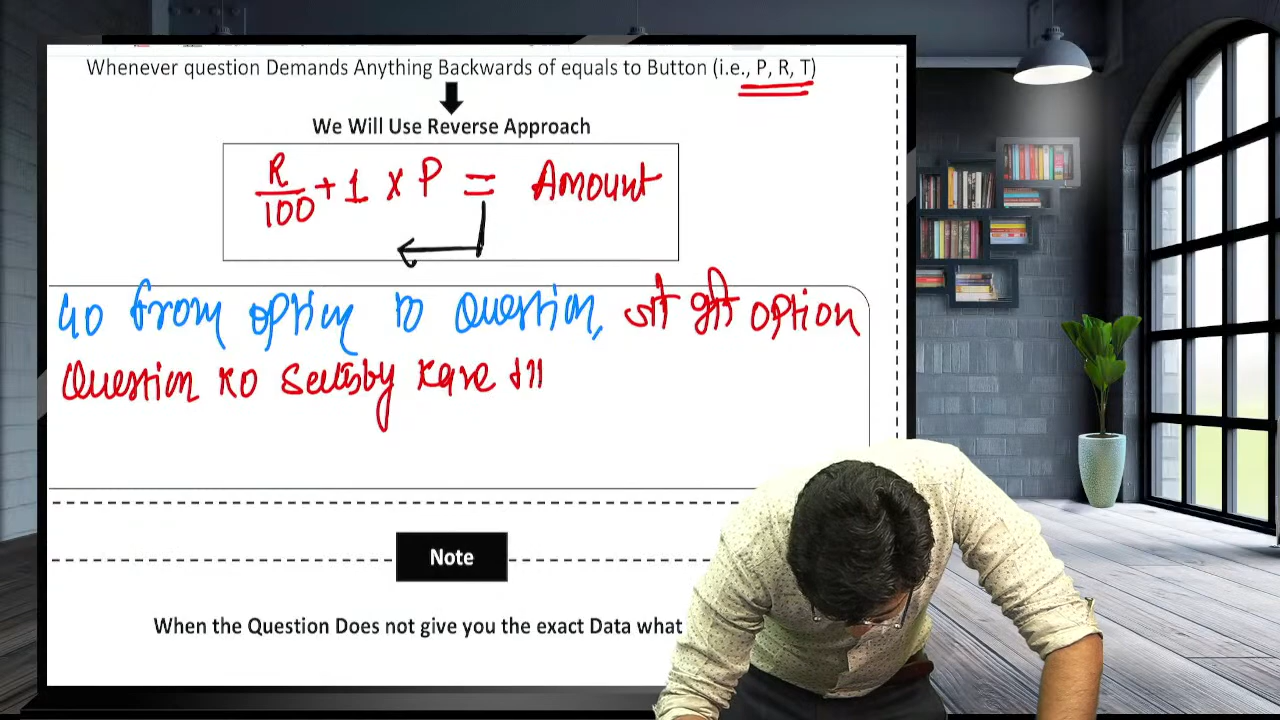 Whenever question Demands Anything Backwards of equals to Button (i.e., P, R, T)
We Will Use Reverse Approach
R/100 + 1 x P = Amount
Go from option to Question, जो भी option
Question ko satisfy kare
Note
When the Question Does not give you the exact Data what